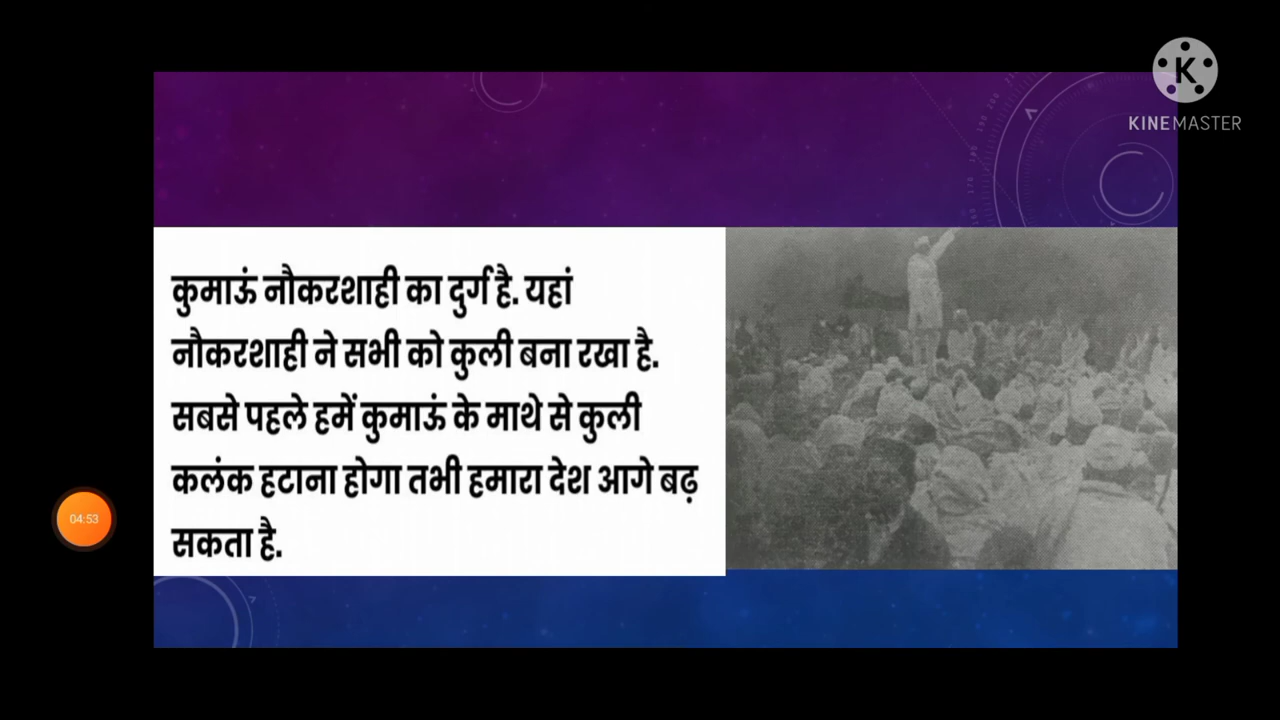 KINEMASTER
कुमाऊं नौकरशाही का दुर्ग है. यहां
नौकरशाही ने सभी को कुली बना रखा है.
सबसे पहले हमें कुमाऊं के माथे से कुली
कलंक हटाना होगा तभी हमारा देश आगे बढ़
सकता है.
04:53